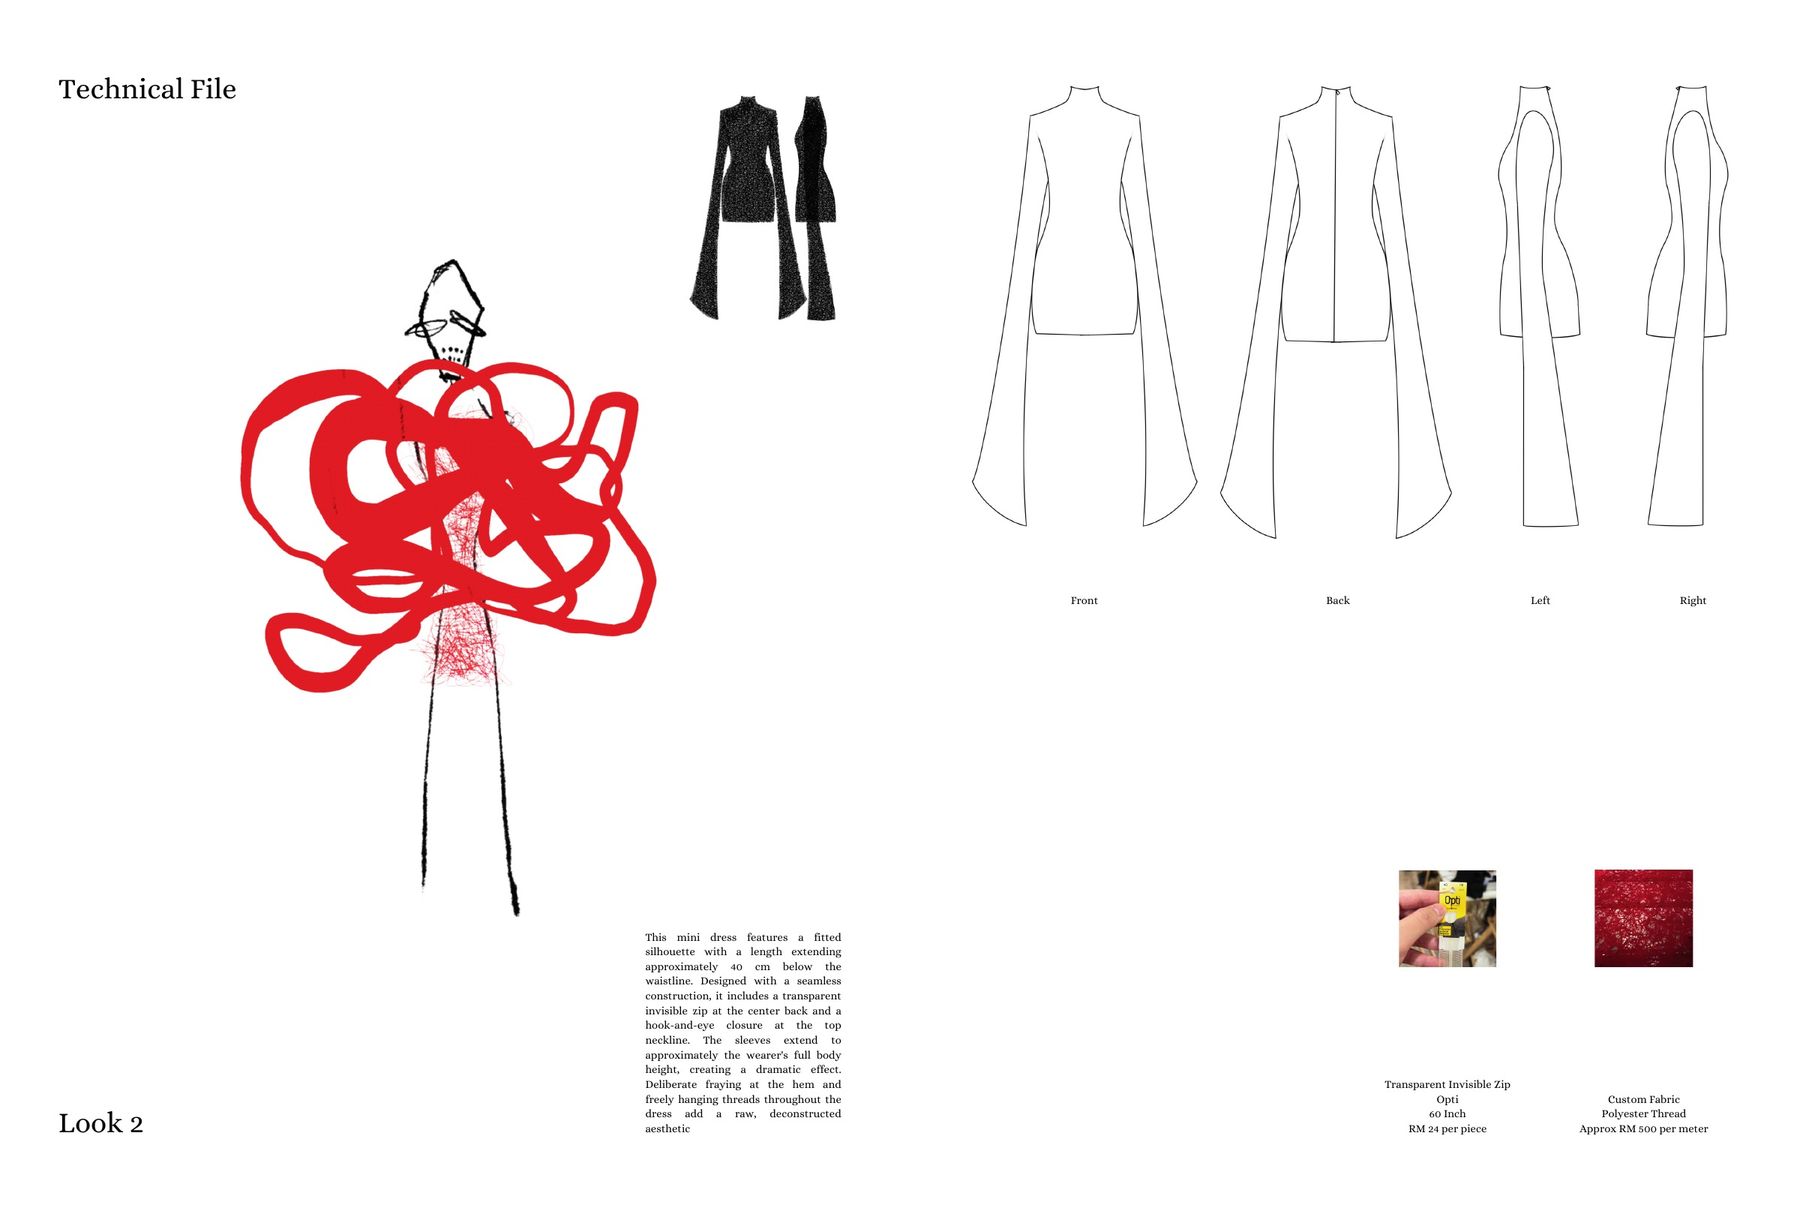 Technical File
Front
Back
Left
Right
Opti
This mini dress features a fitted
silhouette with a length extending
approximately 40 cm below the
waistline. Designed with a seamless
construction, it includes a transparent
invisible zip at the center back and a
hook-and-eye closure at the top
neckline. The sleeves extend to
approximately the wearer's full body
height, creating a dramatic effect.
Deliberate fraying at the hem and
freely hanging threads throughout the
dress add a raw, deconstructed
aesthetic
Look 2
Transparent Invisible Zip
Opti
60 Inch
RM 24 per piece
Custom Fabric
Polyester Thread
Approx RM 500 per meter